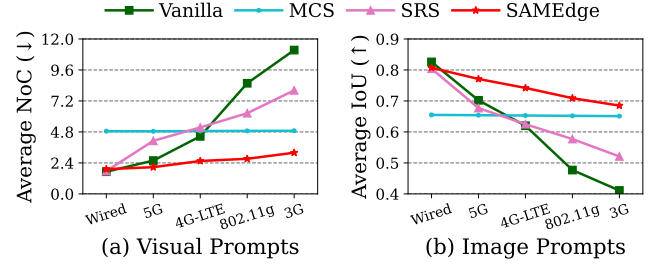 Vanilla MCS SRS SAMEdge
Average NoC (↓)
12.0
9.6
7.2
4.8
2.4
0.0
Wired 5G 4G-LTE 802.11g 3G
(a) Visual Prompts
Average IoU (↑)
0.9
0.8
0.7
0.6
0.5
0.4
Wired 5G 4G-LTE 802.11g 3G
(b) Image Prompts